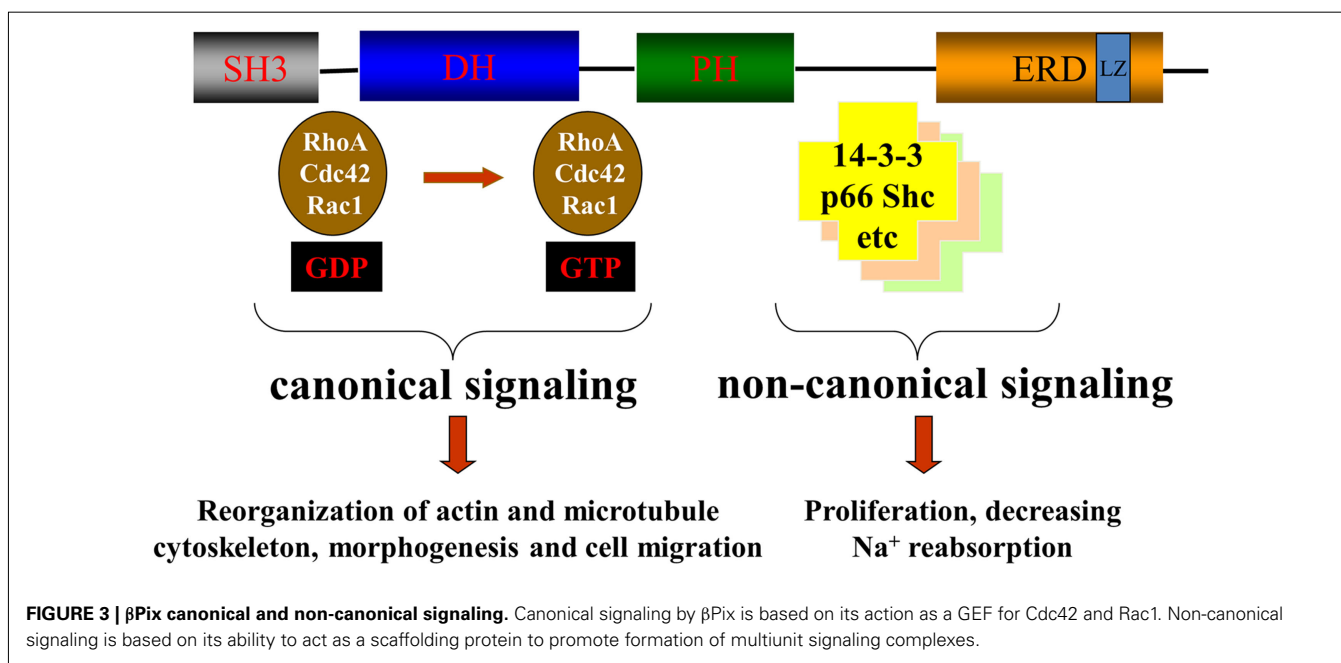 SH3 DH PH ERD LZ
RhoA
Cdc42
Rac1
GDP
RhoA
Cdc42
Rac1
GTP
14-3-3
p66 Shc
etc
canonical signaling
non-canonical signaling
Reorganization of actin and microtubule
cytoskeleton, morphogenesis and cell migration
Proliferation, decreasing
Na⁺ reabsorption
FIGURE 3 | βPix canonical and non-canonical signaling. Canonical signaling by βPix is based on its action as a GEF for Cdc42 and Rac1. Non-canonical
signaling is based on its ability to act as a scaffolding protein to promote formation of multiunit signaling complexes.